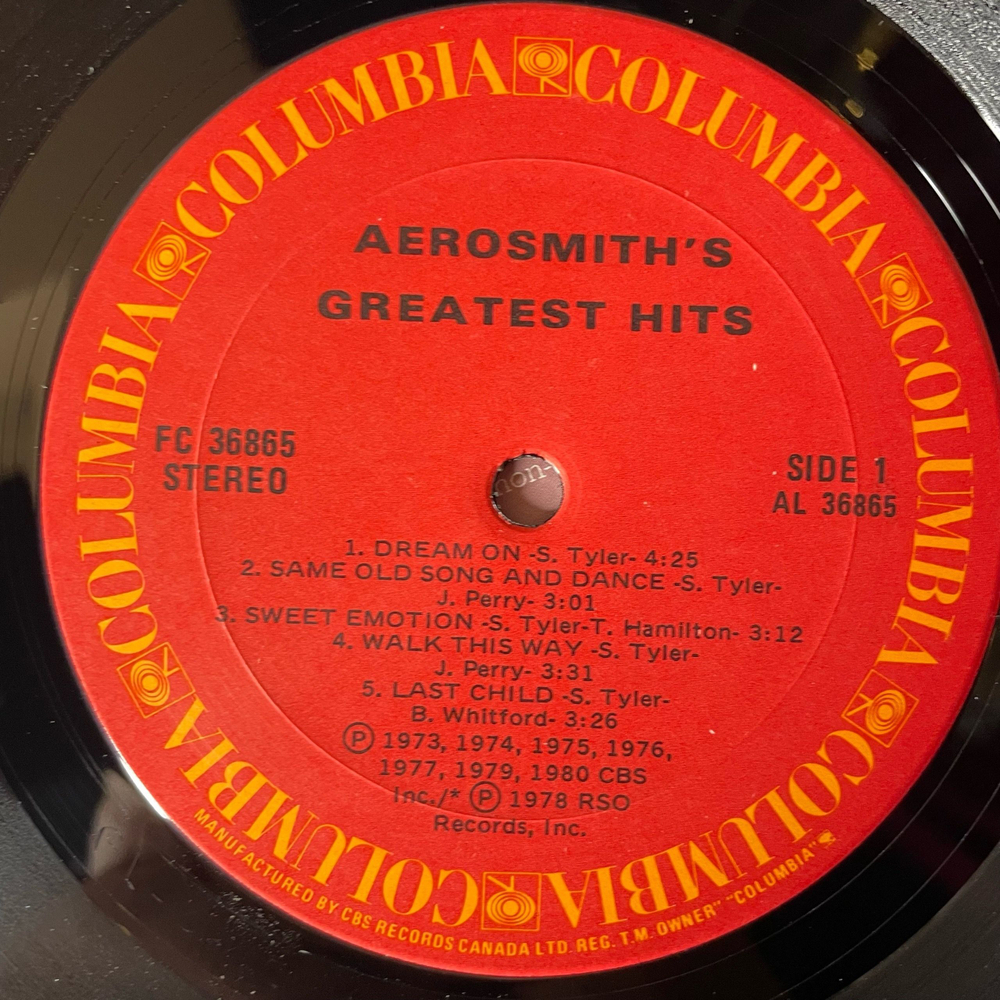 COLUMBIA COLUMBIA COLUMBIA COLUMBIA COLUMBIA COLUMBIA
AEROSMITH'S
GREATEST HITS
FC 36865
STEREO
SIDE 1
AL 36865
non-
1. DREAM ON -S. Tyler- 4:25
2. SAME OLD SONG AND DANCE -S. Tyler-
J. Perry- 3:01
3. SWEET EMOTION -S. Tyler-T. Hamilton- 3:12
4. WALK THIS WAY -S. Tyler-
J. Perry- 3:31
5. LAST CHILD -S. Tyler-
B. Whitford- 3:26
Ⓟ 1973, 1974, 1975, 1976,
1977, 1979, 1980 CBS
Inc./* Ⓟ 1978 RSO
Records, Inc.
MANUFACTURED BY CBS RECORDS CANADA LTD. REG. T.M. OWNER" "COLUMBIA"